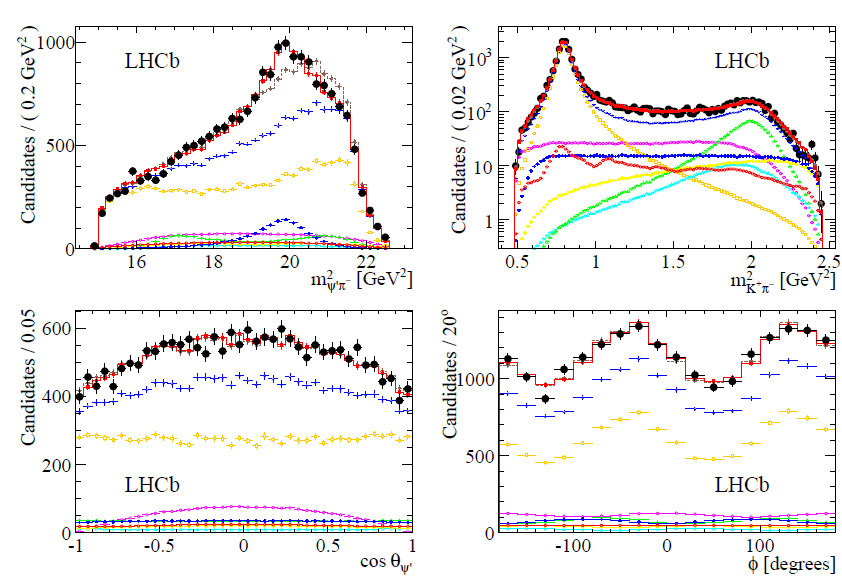 Candidates / ( 0.2 GeV² )
LHCb
1000
500
0
16 18 20 22
m²ψ'π⁻ [GeV²]
Candidates / ( 0.02 GeV² )
LHCb
10³
10²
10
1
0.5 1 1.5 2 2.5
m²K⁺π⁻ [GeV²]
Candidates / 0.05
600
400
200
0
LHCb
-1 -0.5 0 0.5 1
cos θψ'
Candidates / 20°
1000
500
0
LHCb
-100 0 100
ϕ [degrees]